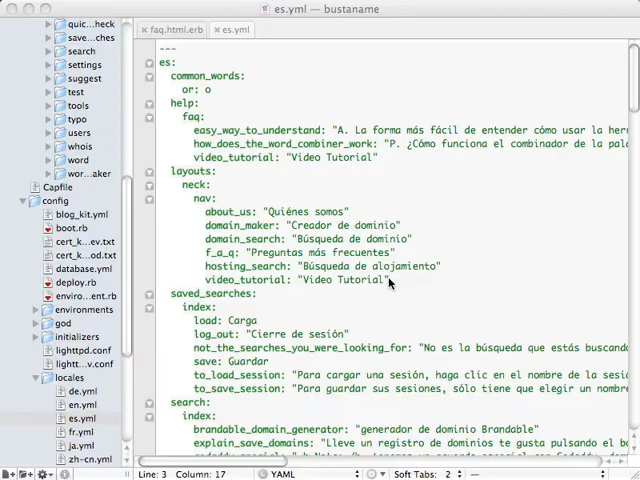 es.yml — bustaname
faq.html.erb
es.yml
quic...heck
save...ches
search
settings
suggest
test
tools
typo
users
whois
word
wor...aker
Capfile
config
blog_kit.yml
boot.rb
cert_k...ev.txt
cert_k...od.txt
database.yml
deploy.rb
enviro...ent.rb
environments
god
initializers
lighttpd.conf
lightt...v.conf
locales
de.yml
en.yml
es.yml
fr.yml
ja.yml
zh-cn.yml
---
es:
common_words:
or: o
help:
faq:
easy_way_to_understand: "A. La forma más fácil de entender cómo usar la her
how_does_the_word_combiner_work: "P. ¿Cómo funciona el combinador de la pala
video_tutorial: "Video Tutorial"
layouts:
neck:
nav:
about_us: "Quiénes somos"
domain_maker: "Creador de dominio"
domain_search: "Búsqueda de dominio"
f_a_q: "Preguntas más frecuentes"
hosting_search: "Búsqueda de alojamiento"
video_tutorial: "Video Tutorial"
saved_searches:
index:
load: Carga
log_out: "Cierre de sesión"
not_the_searches_you_were_looking_for: "No es la búsqueda que estás buscand
save: Guardar
to_load_session: "Para cargar una sesión, haga clic en el nombre de la sesió
to_save_session: "Para guardar sus sesiones, sólo tiene que elegir un nombre
search:
index:
brandable_domain_generator: "generador de dominio Brandable"
explain_save_domains: "Lleve un registro de dominios te gusta pulsando el bo
Line: 3 Column: 17
YAML
Soft Tabs: 2
—